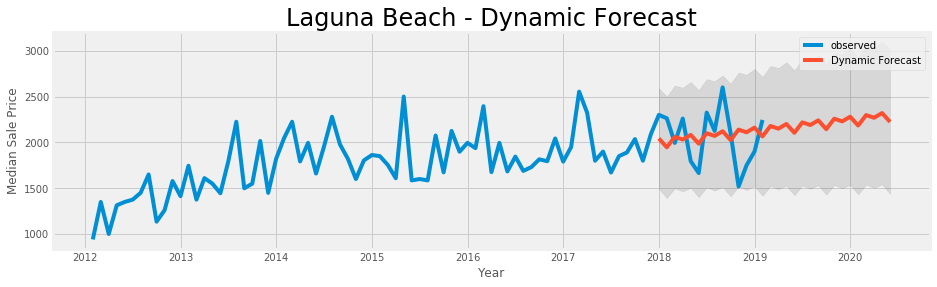 Laguna Beach - Dynamic Forecast
observed
Dynamic Forecast
Median Sale Price
3000
2500
2000
1500
1000
2012 2013 2014 2015 2016 2017 2018 2019 2020
Year